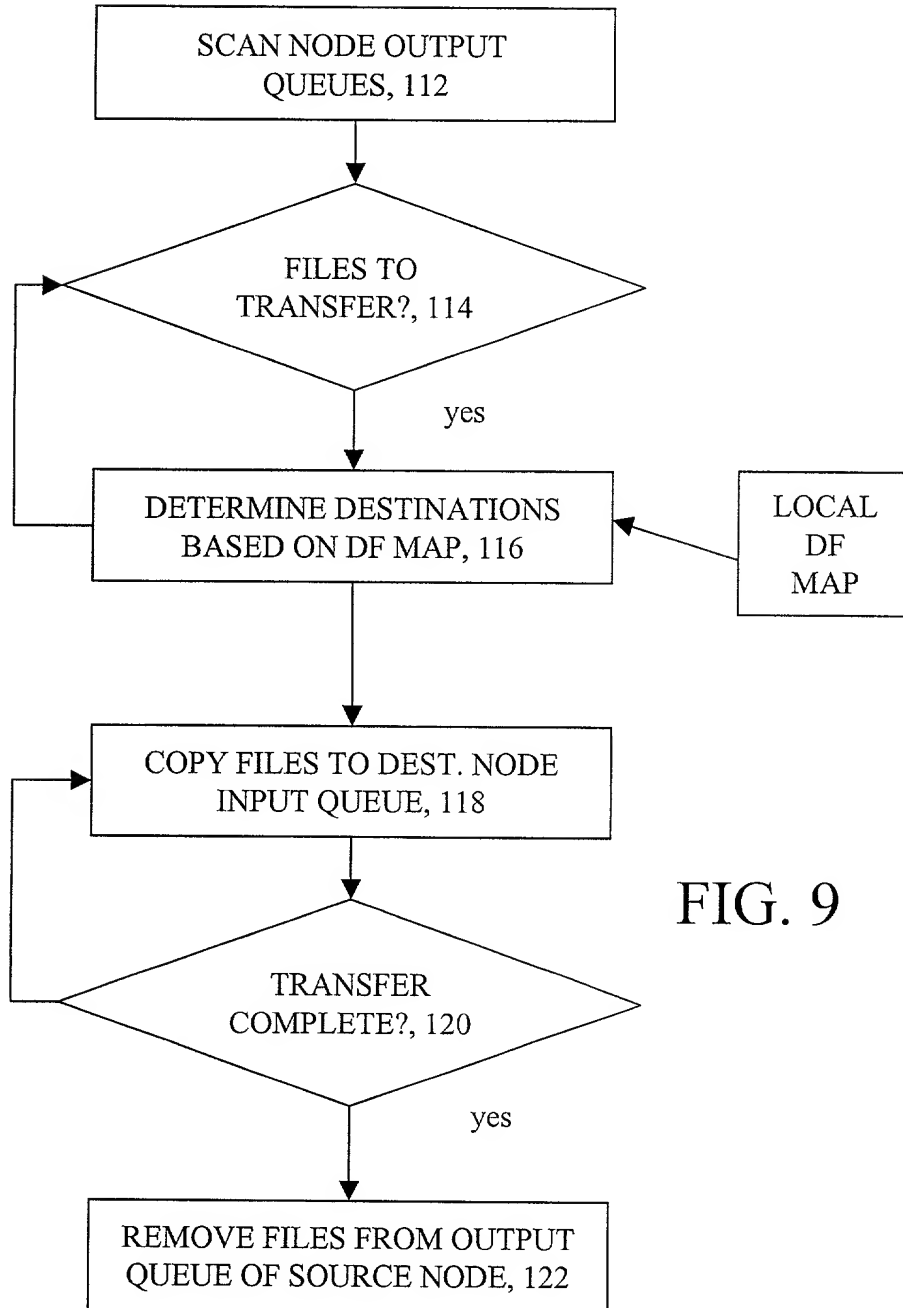 SCAN NODE OUTPUT
QUEUES, 112
FILES TO
TRANSFER?, 114
yes
DETERMINE DESTINATIONS
BASED ON DF MAP, 116
LOCAL
DF
MAP
COPY FILES TO DEST. NODE
INPUT QUEUE, 118
FIG. 9
TRANSFER
COMPLETE?, 120
yes
REMOVE FILES FROM OUTPUT
QUEUE OF SOURCE NODE, 122